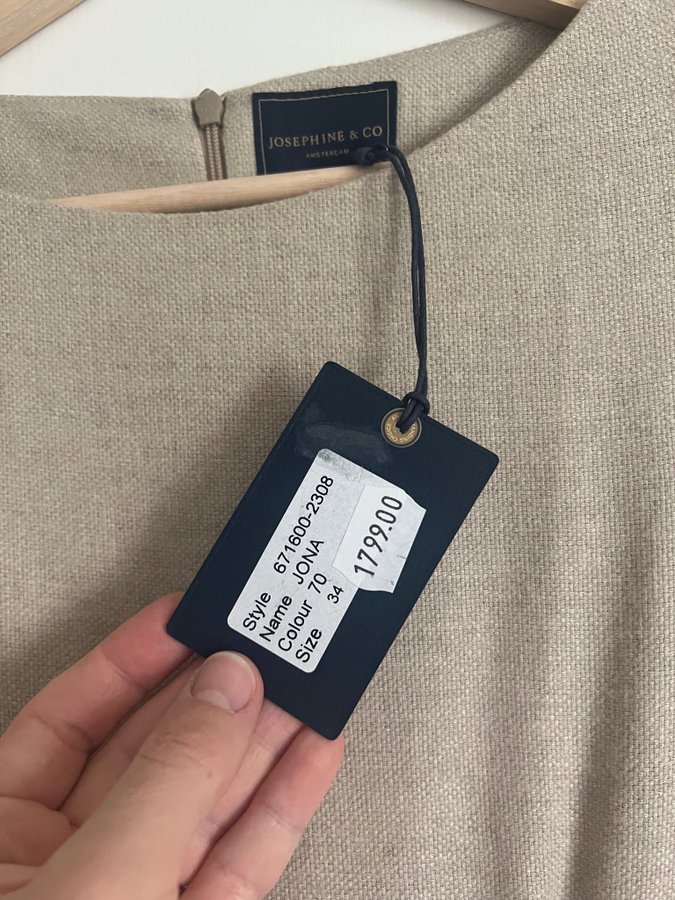 JOSEPHINE & CO
AMSTERDAM
Style 671600-2308
Name JONA
Colour 70
Size 34
1799.00